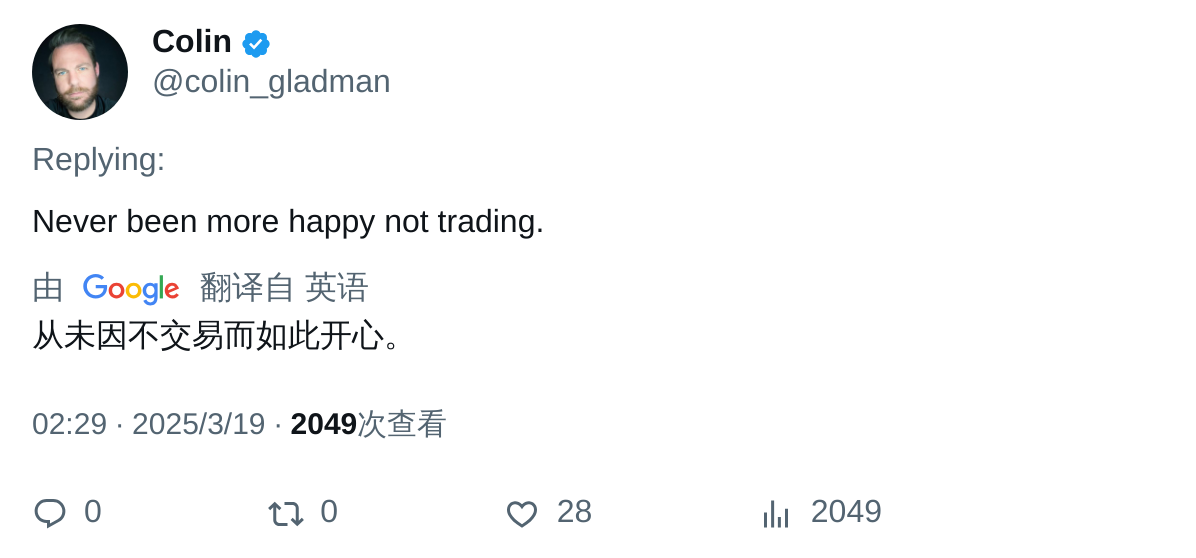 Colin
@colin_gladman
Replying:
Never been more happy not trading.
由 Google 翻译自 英语
从未因不交易而如此开心。
02:29 · 2025/3/19 · 2049次查看
0 0 28 2049